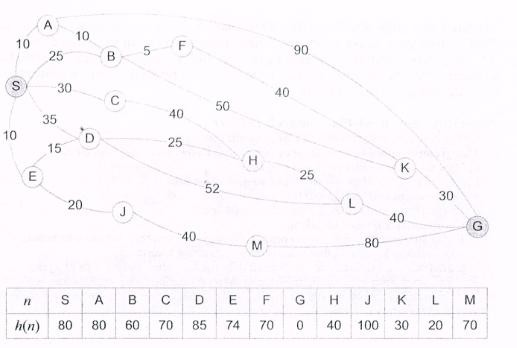 A
10
10
90
25
B
5
F
S
30
C
40
50
40
35
10
D
25
15
H
K
E
52
25
30
20
J
L
40
G
40
M
80
n S A B C D E F G H J K L M
h(n) 80 80 60 70 85 74 70 0 40 100 30 20 70